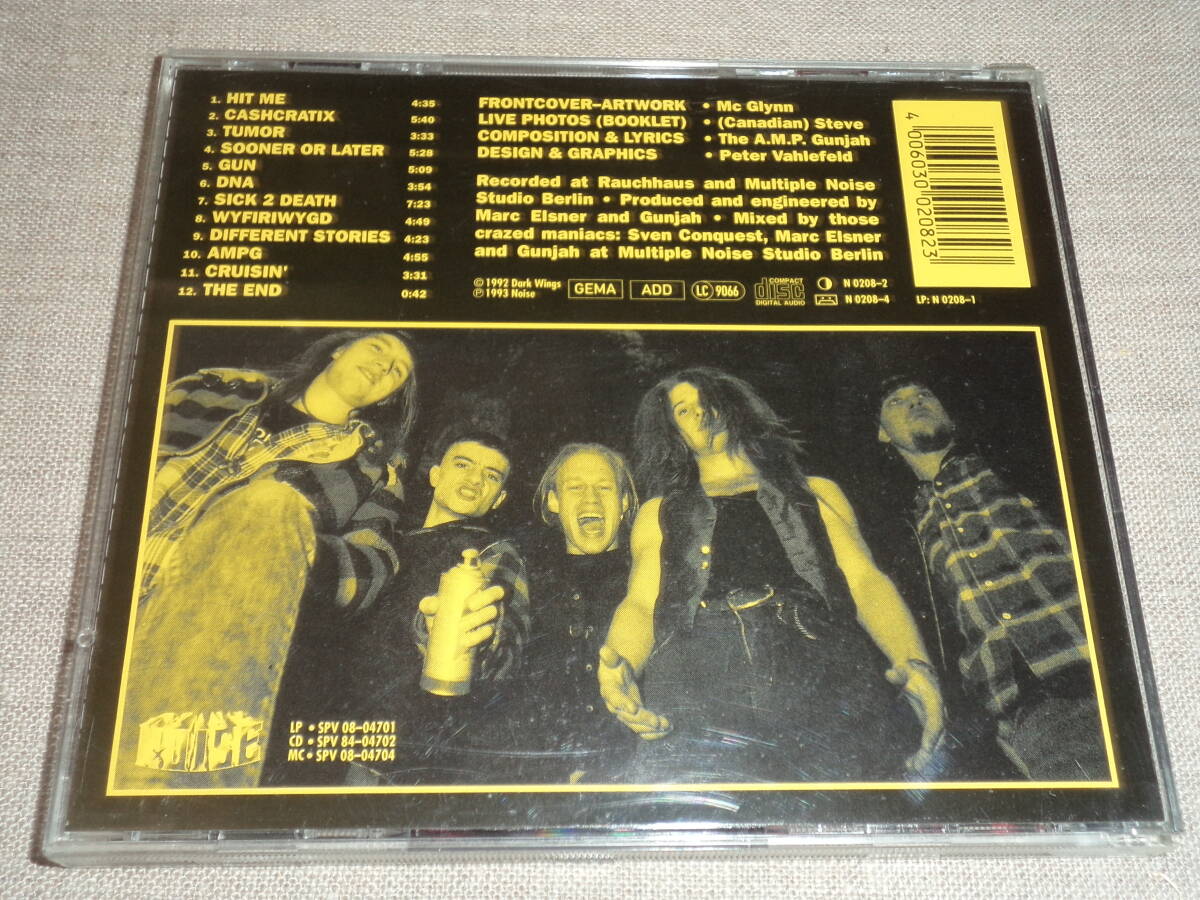 1. HIT ME 4:35
2. CASHCRATIX 5:40
3. TUMOR 3:33
4. SOONER OR LATER 5:28
5. GUN 5:09
6. DNA 3:54
7. SICK 2 DEATH 7:23
8. WYFIRIWYGD 4:49
9. DIFFERENT STORIES 4:23
10. AMPG 4:55
11. CRUISIN' 3:31
12. THE END 0:42
FRONTCOVER–ARTWORK • Mc Glynn
LIVE PHOTOS (BOOKLET) • (Canadian) Steve
COMPOSITION & LYRICS • The A.M.P. Gunjah
DESIGN & GRAPHICS • Peter Vahlefeld
Recorded at Rauchhaus and Multiple Noise
Studio Berlin • Produced and engineered by
Marc Elsner and Gunjah • Mixed by those
crazed maniacs: Sven Conquest, Marc Elsner
and Gunjah at Multiple Noise Studio Berlin
© 1992 Dark Wings
℗ 1993 Noise
GEMA
ADD
LC 9066
COMPACT
disc
DIGITAL AUDIO
N 0208–2
N 0208–4
LP: N 0208–1
4 006030 020823
LP • SPV 08–04701
CD • SPV 84–04702
MC • SPV 08–04704
NOISE